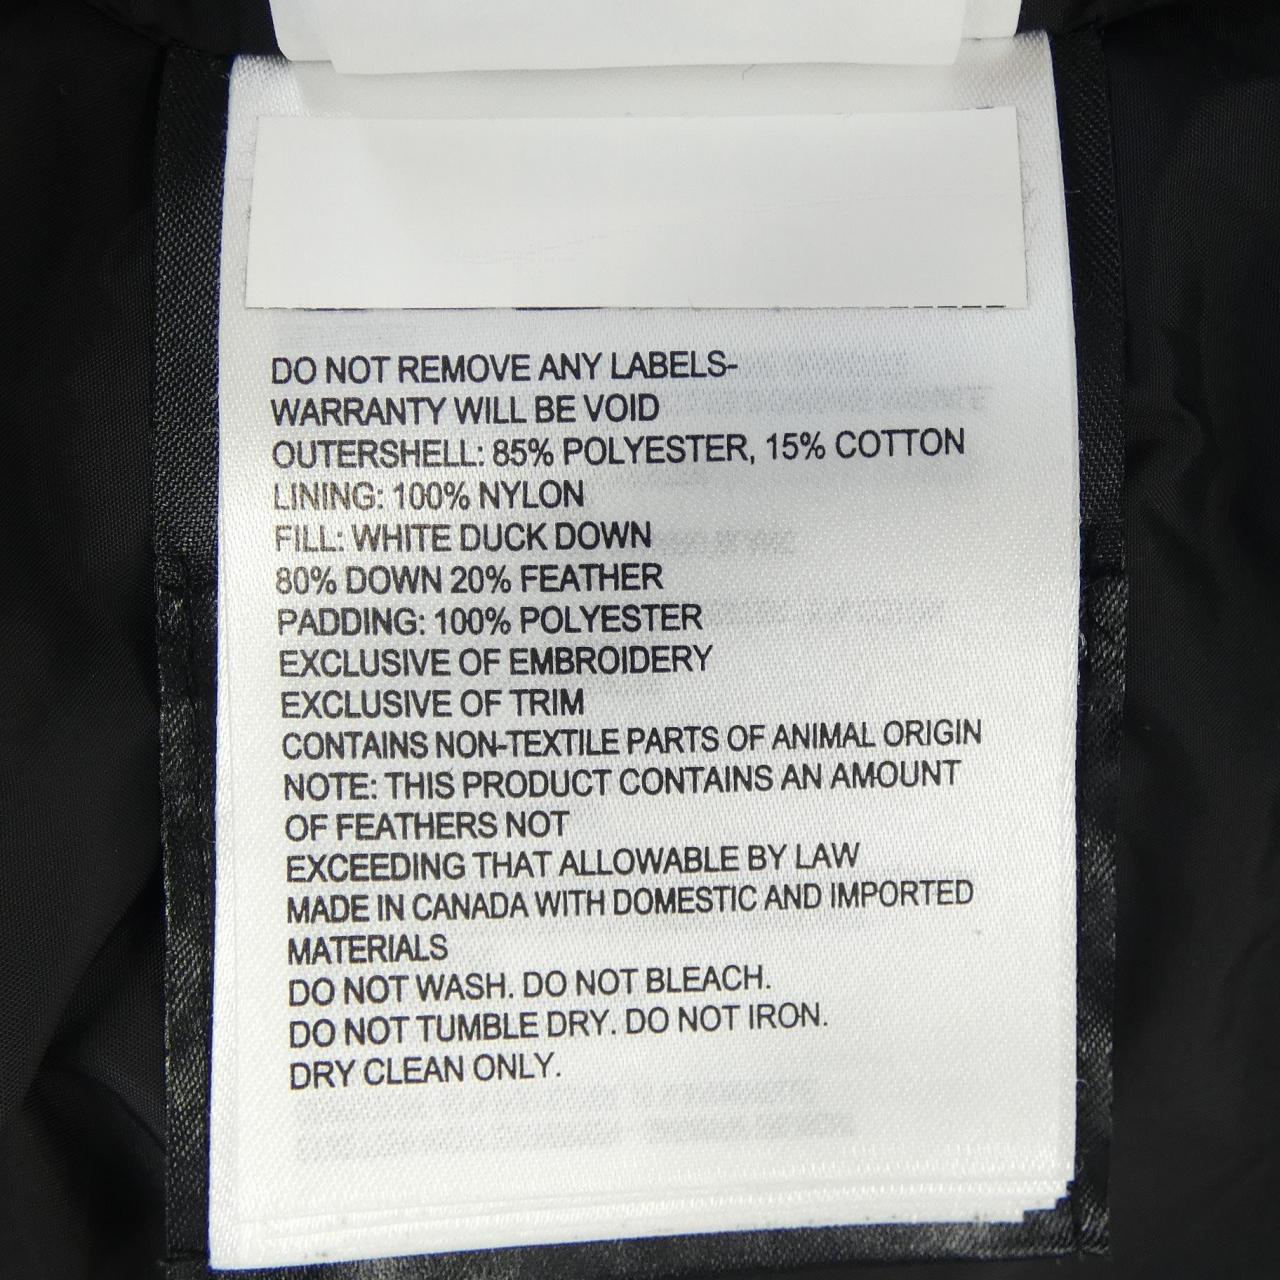 DO NOT REMOVE ANY LABELS-
WARRANTY WILL BE VOID
OUTERSHELL: 85% POLYESTER, 15% COTTON
LINING: 100% NYLON
FILL: WHITE DUCK DOWN
80% DOWN 20% FEATHER
PADDING: 100% POLYESTER
EXCLUSIVE OF EMBROIDERY
EXCLUSIVE OF TRIM
CONTAINS NON-TEXTILE PARTS OF ANIMAL ORIGIN
NOTE: THIS PRODUCT CONTAINS AN AMOUNT
OF FEATHERS NOT
EXCEEDING THAT ALLOWABLE BY LAW
MADE IN CANADA WITH DOMESTIC AND IMPORTED
MATERIALS
DO NOT WASH. DO NOT BLEACH.
DO NOT TUMBLE DRY. DO NOT IRON.
DRY CLEAN ONLY.